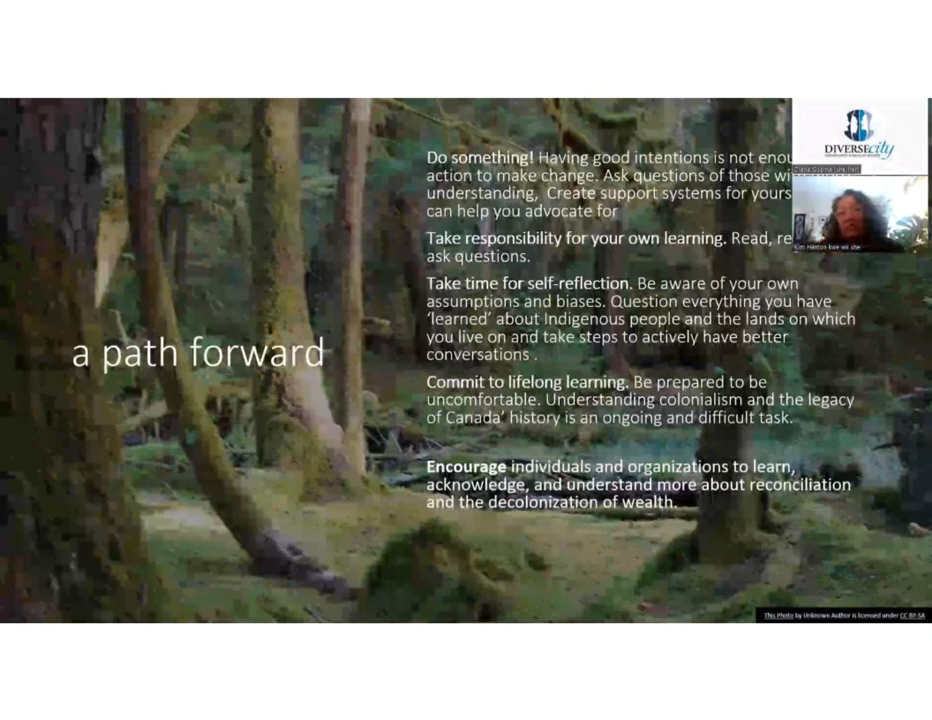 a path forward
Do something! Having good intentions is not enou
action to make change. Ask questions of those wi
understanding, Create support systems for yours
can help you advocate for
Take responsibility for your own learning. Read, re
ask questions.
Take time for self-reflection. Be aware of your own
assumptions and biases. Question everything you have
‘learned’ about Indigenous people and the lands on which
you live on and take steps to actively have better
conversations .
Commit to lifelong learning. Be prepared to be
uncomfortable. Understanding colonialism and the legacy
of Canada’ history is an ongoing and difficult task.
Encourage individuals and organizations to learn,
acknowledge, and understand more about reconciliation
and the decolonization of wealth.
DIVERSEcity
This Photo by Unknown Author is licensed under CC BY-SA